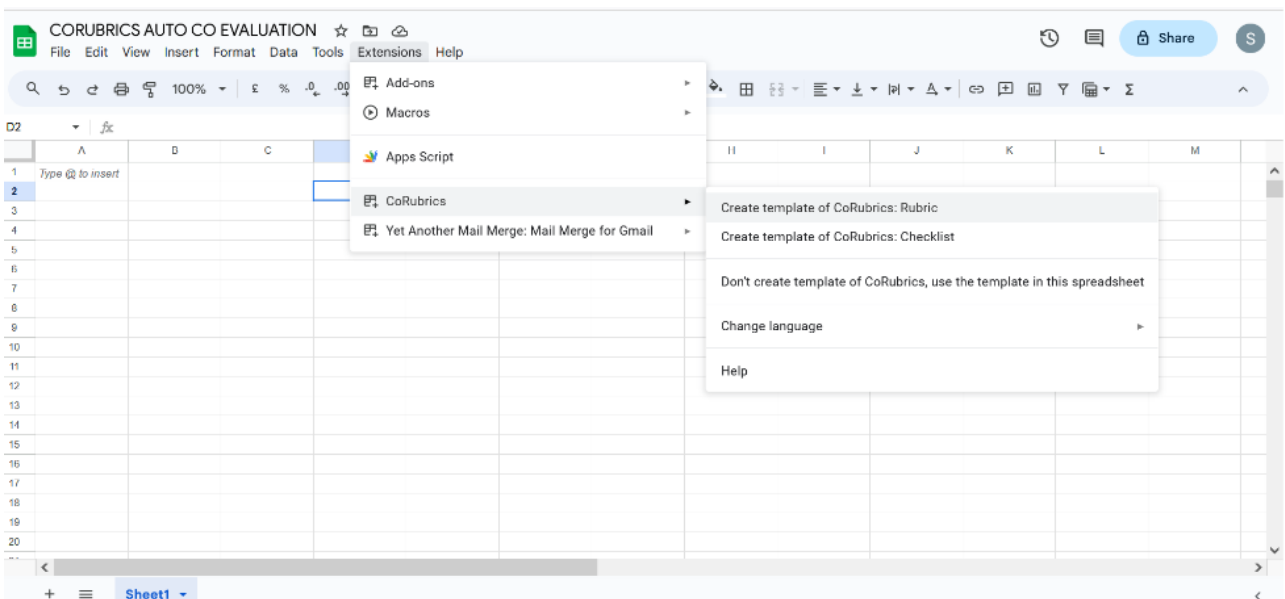 CORUBRICS AUTO CO EVALUATION
File Edit View Insert Format Data Tools Extensions Help
Share
S
100% £ % .0 .00
Add-ons
Macros
Apps Script
CoRubrics
Yet Another Mail Merge: Mail Merge for Gmail
Create template of CoRubrics: Rubric
Create template of CoRubrics: Checklist
Don't create template of CoRubrics, use the template in this spreadsheet
Change language
Help
D2 fx
A B C H I J K L M
1 Type @ to insert
2
3
4
5
6
7
8
9
10
11
12
13
14
15
16
17
18
19
20
Sheet1